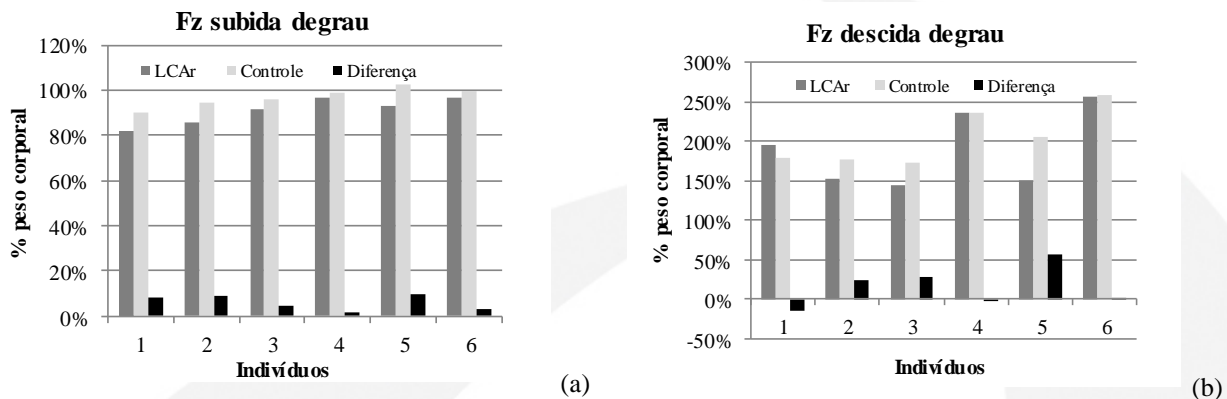 Fz subida degrau
120%
100%
80%
60%
40%
20%
0%
% peso corporal
LCAr Controle Diferença
1 2 3 4 5 6
Indivíduos
(a)
Fz descida degrau
300%
250%
200%
150%
100%
50%
0%
-50%
% peso corporal
LCAr Controle Diferença
1 2 3 4 5 6
Indivíduos
(b)